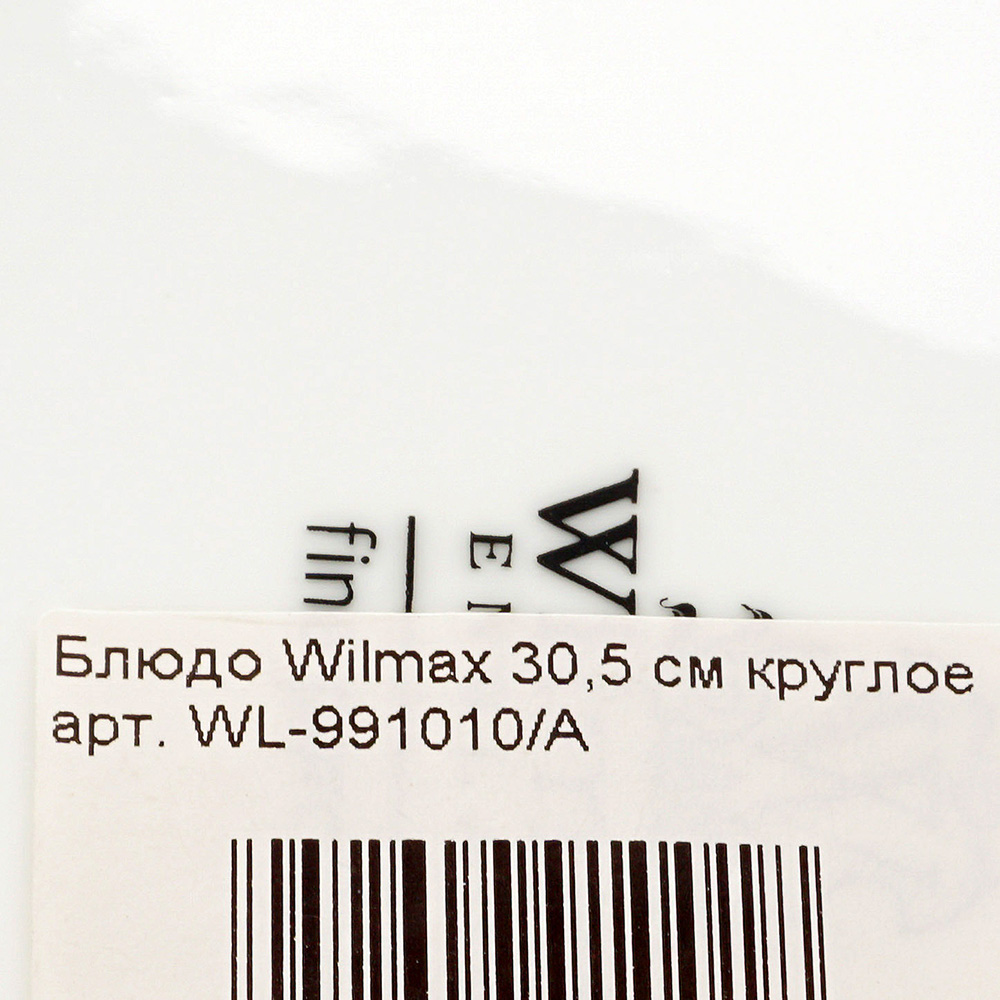 Блюдо Wilmax 30,5 см круглое
арт. WL-991010/A